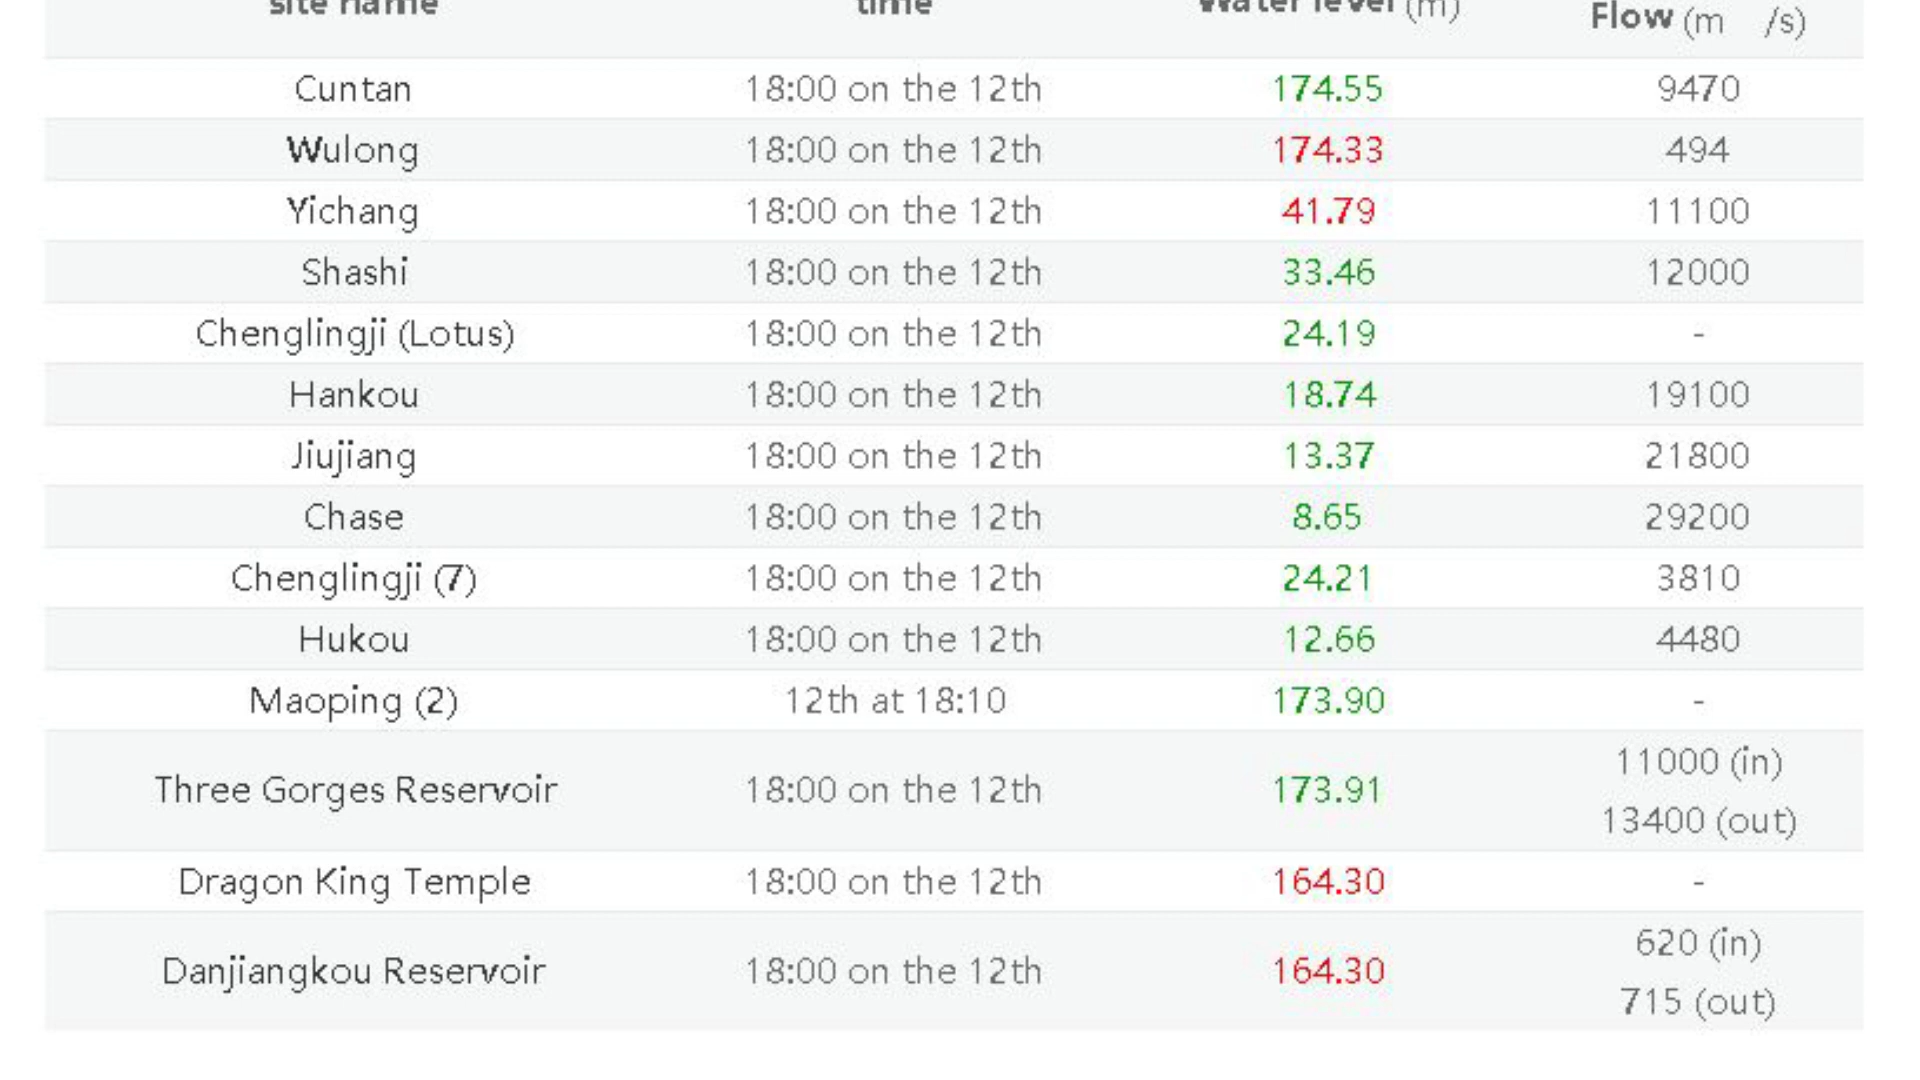 site name time Water level (m) Flow (m /s)
Cuntan 18:00 on the 12th 174.55 9470
Wulong 18:00 on the 12th 174.33 494
Yichang 18:00 on the 12th 41.79 11100
Shashi 18:00 on the 12th 33.46 12000
Chenglingji (Lotus) 18:00 on the 12th 24.19 -
Hankou 18:00 on the 12th 18.74 19100
Jiujiang 18:00 on the 12th 13.37 21800
Chase 18:00 on the 12th 8.65 29200
Chenglingji (7) 18:00 on the 12th 24.21 3810
Hukou 18:00 on the 12th 12.66 4480
Maoping (2) 12th at 18:10 173.90 -
Three Gorges Reservoir 18:00 on the 12th 173.91 11000 (in)
13400 (out)
Dragon King Temple 18:00 on the 12th 164.30 -
Danjiangkou Reservoir 18:00 on the 12th 164.30 620 (in)
715 (out)